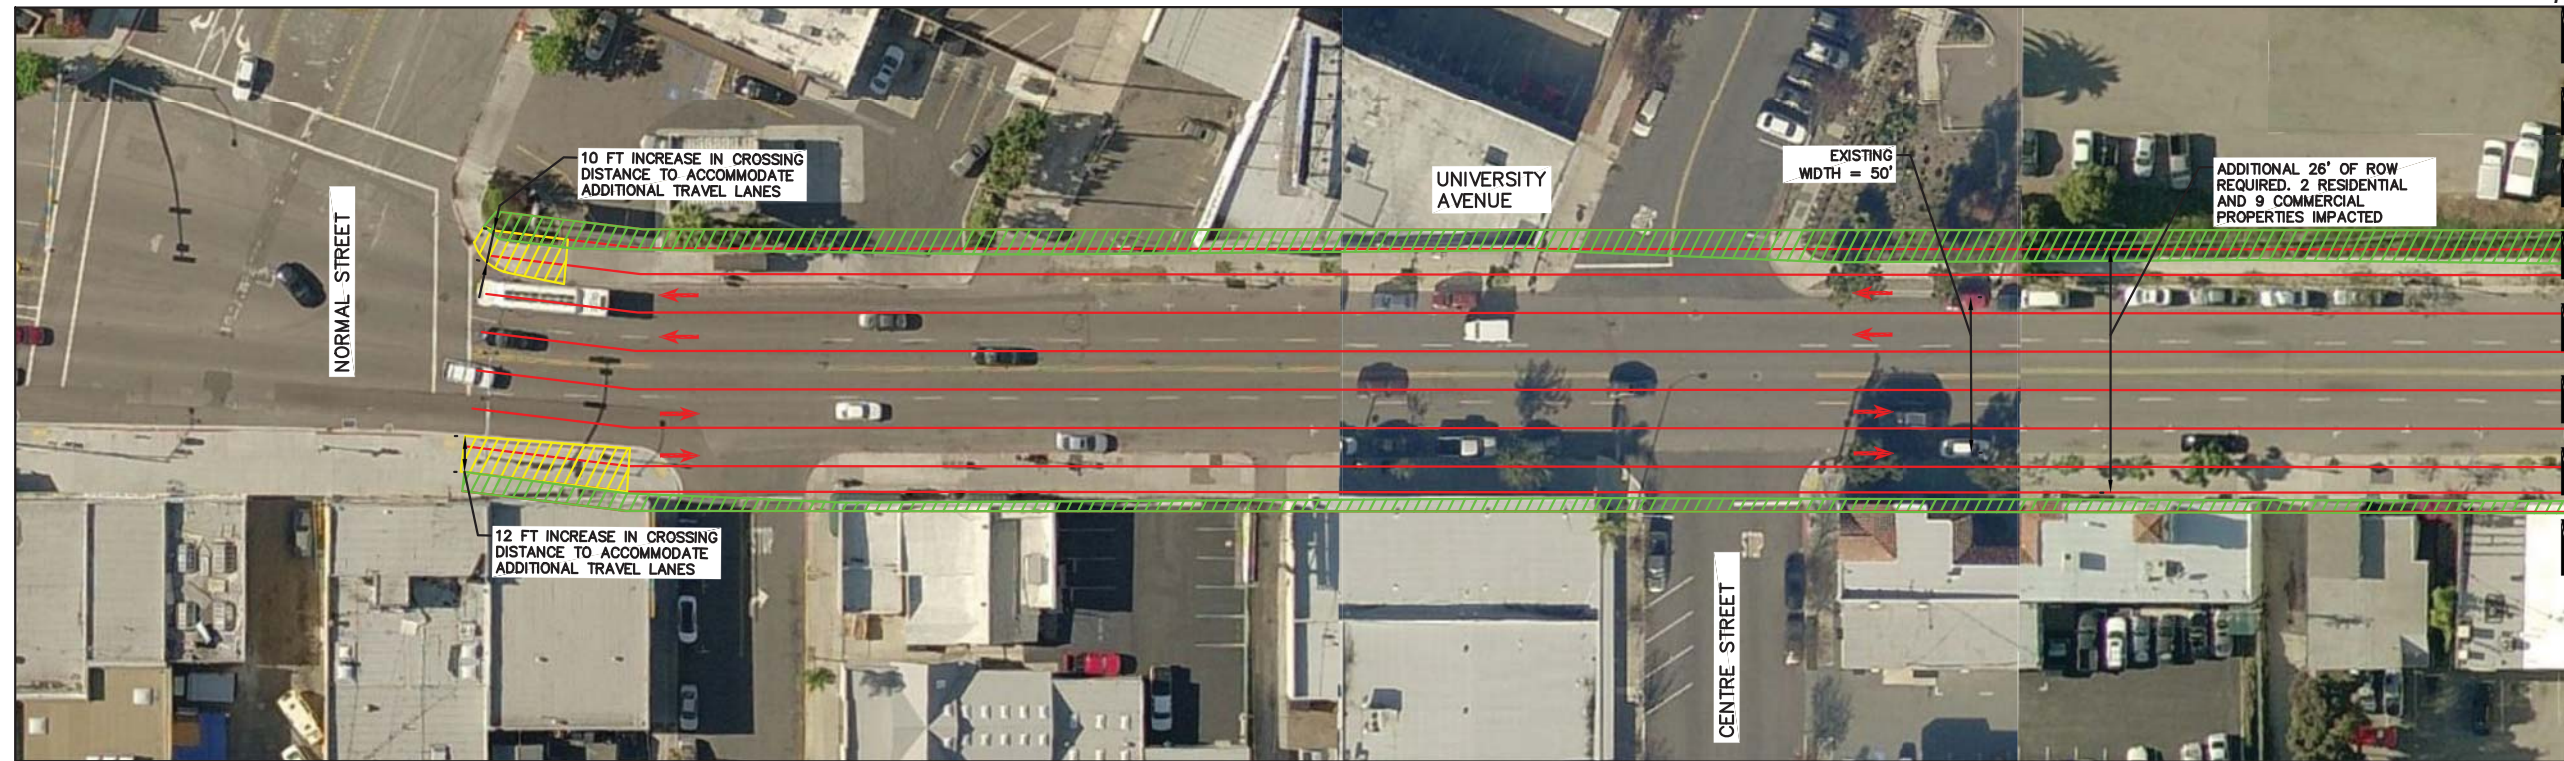 NORMAL STREET
10 FT INCREASE IN CROSSING
DISTANCE TO ACCOMMODATE
ADDITIONAL TRAVEL LANES
UNIVERSITY
AVENUE
EXISTING
WIDTH = 50'
ADDITIONAL 26' OF ROW
REQUIRED. 2 RESIDENTIAL
AND 9 COMMERCIAL
PROPERTIES IMPACTED
12 FT INCREASE IN CROSSING
DISTANCE TO ACCOMMODATE
ADDITIONAL TRAVEL LANES
CENTRE STREET